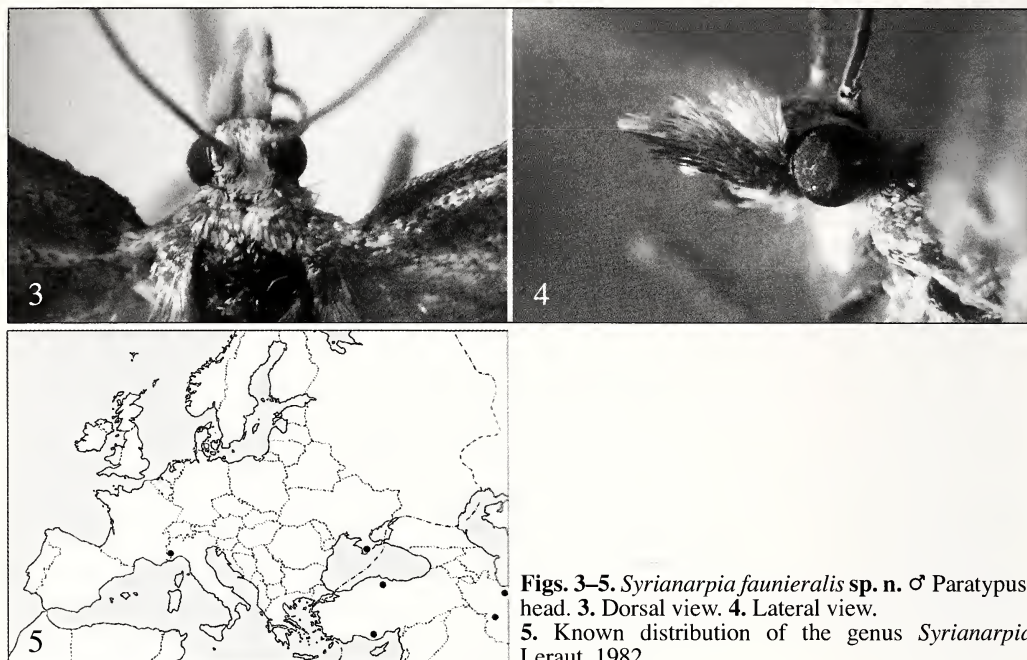 3
4
5
Figs. 3–5. Syrianarpia faunieralis sp. n. ♂ Paratypus
head. 3. Dorsal view. 4. Lateral view.
5. Known distribution of the genus Syrianarpia
Leraut, 1982